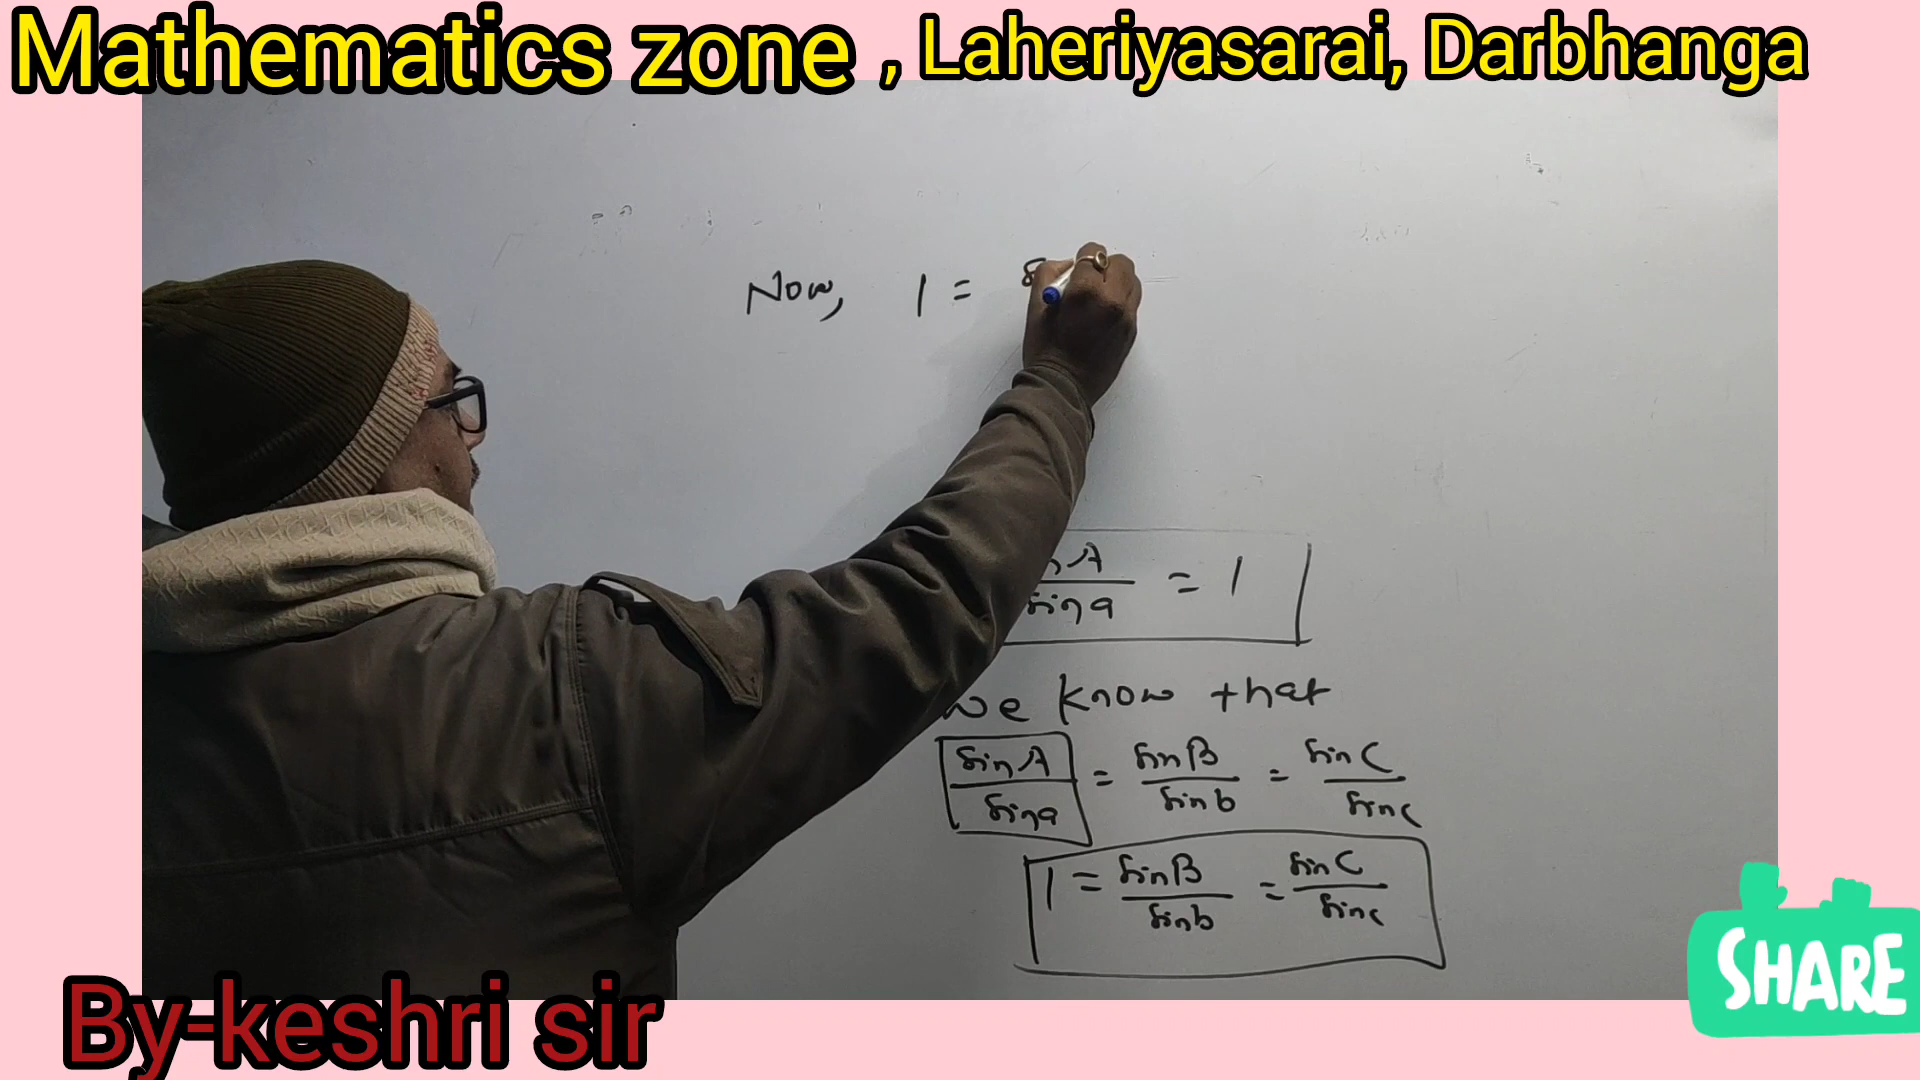 Mathematics zone , Laheriyasarai, Darbhanga
Now, 1 =
A / sin a = 1
we know that
sin A / sin a = sin B / sin b = sin C / sin c
1 = sin B / sin b = sin C / sin c
By-keshri sir
SHARE